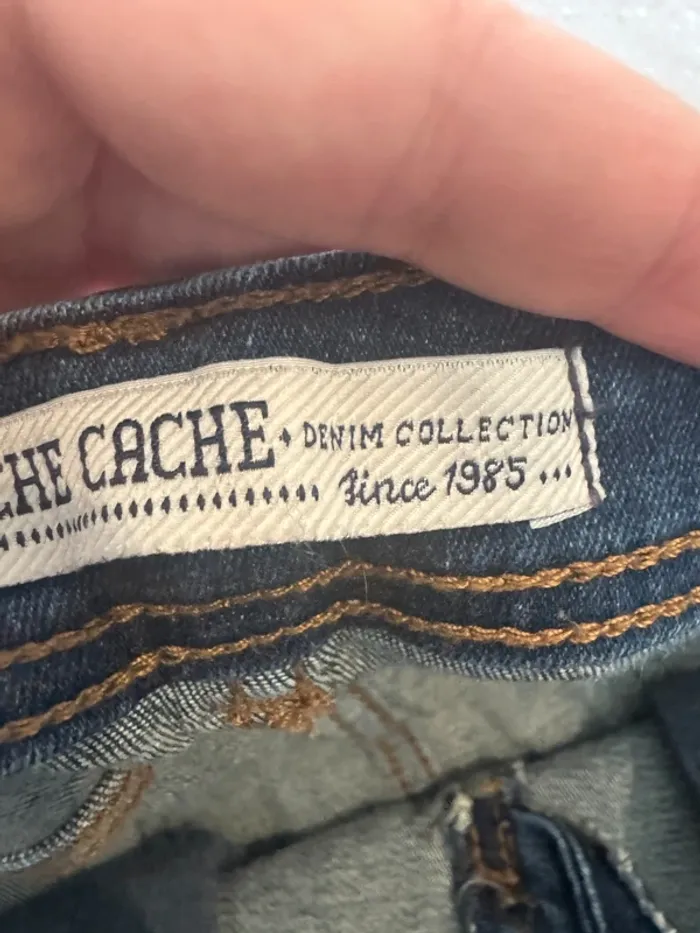 CHE CACHE • DENIM COLLECTION
Since 1985 ...